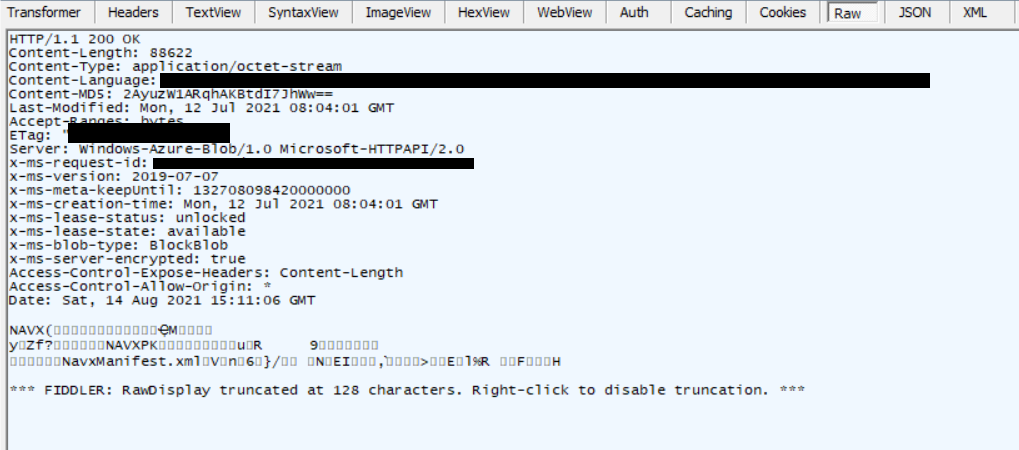 Transformer Headers TextView SyntaxView ImageView HexView WebView Auth Caching Cookies Raw JSON XML
HTTP/1.1 200 OK
Content-Length: 88622
Content-Type: application/octet-stream
Content-Language:
Content-MD5: 2AyuzW1ARqhAKBtdI7JhWw==
Last-Modified: Mon, 12 Jul 2021 08:04:01 GMT
Accept-Ranges: bytes
ETag: "
Server: Windows-Azure-Blob/1.0 Microsoft-HTTPAPI/2.0
x-ms-request-id:
x-ms-version: 2019-07-07
x-ms-meta-keepUntil: 132708098420000000
x-ms-creation-time: Mon, 12 Jul 2021 08:04:01 GMT
x-ms-lease-status: unlocked
x-ms-lease-state: available
x-ms-blob-type: BlockBlob
x-ms-server-encrypted: true
Access-Control-Expose-Headers: Content-Length
Access-Control-Allow-Origin: *
Date: Sat, 14 Aug 2021 15:11:06 GMT
NAVX( M
y Zf? NAVXPK u R 9
NavxManifest.xml V n 6 }/ N EI > E l%R F H
*** FIDDLER: RawDisplay truncated at 128 characters. Right-click to disable truncation. ***